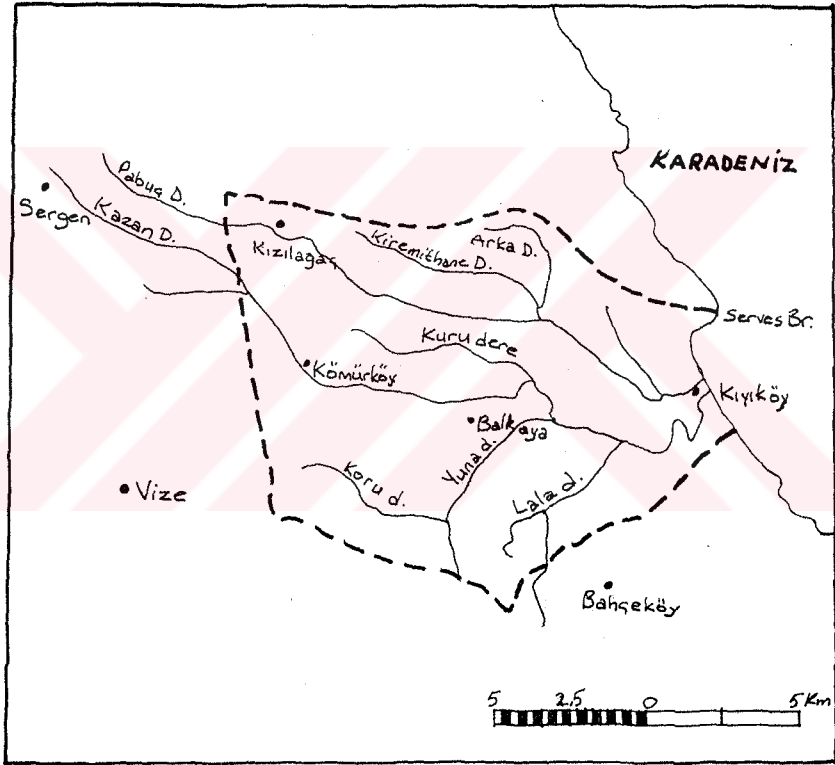 KARADENİZ
Pabuç D.
Sergen
Kazan D.
Kızılağaç
Kiremithane D.
Arka D.
Serves Br.
Kuru dere
Kömürköy
Kıyıköy
Balkaya
Yuna d.
Koru d.
Lala d.
Vize
Bahçeköy
5 2.5 0 5 Km